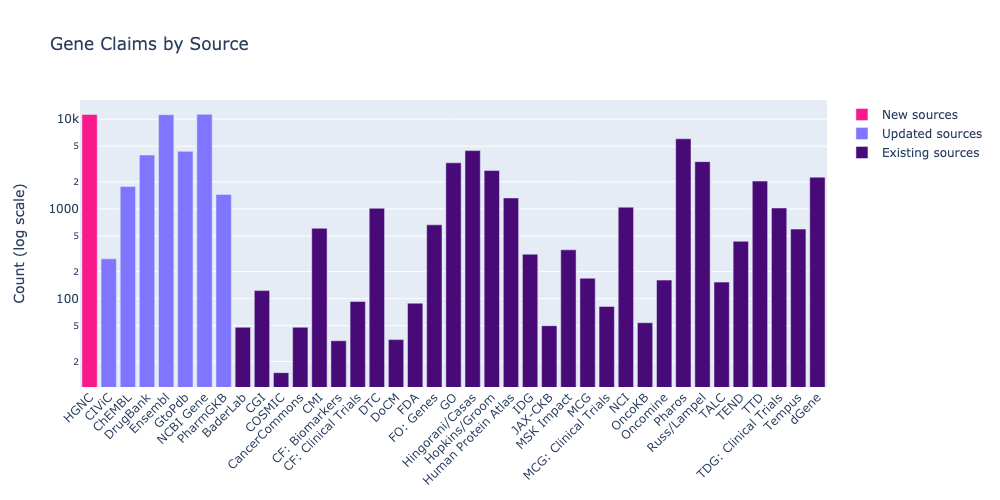 Gene Claims by Source
New sources
Updated sources
Existing sources
Count (log scale)
10k
5
2
1000
5
2
100
5
2
HGNC
CIViC
ChEMBL
DrugBank
Ensembl
GtoPdb
NCBI Gene
PharmGKB
BaderLab
CGI
COSMIC
CancerCommons
CMI
CF: Biomarkers
CF: Clinical Trials
DTC
DoCM
FDA
FO: Genes
GO
Hingorani/Casas
Hopkins/Groom
Human Protein Atlas
IDG
JAX-CKB
MSK Impact
MCG
MCG: Clinical Trials
NCI
OncoKB
Oncomine
Pharos
Russ/Lampel
TALC
TEND
TTD
TDG: Clinical Trials
Tempus
dGene